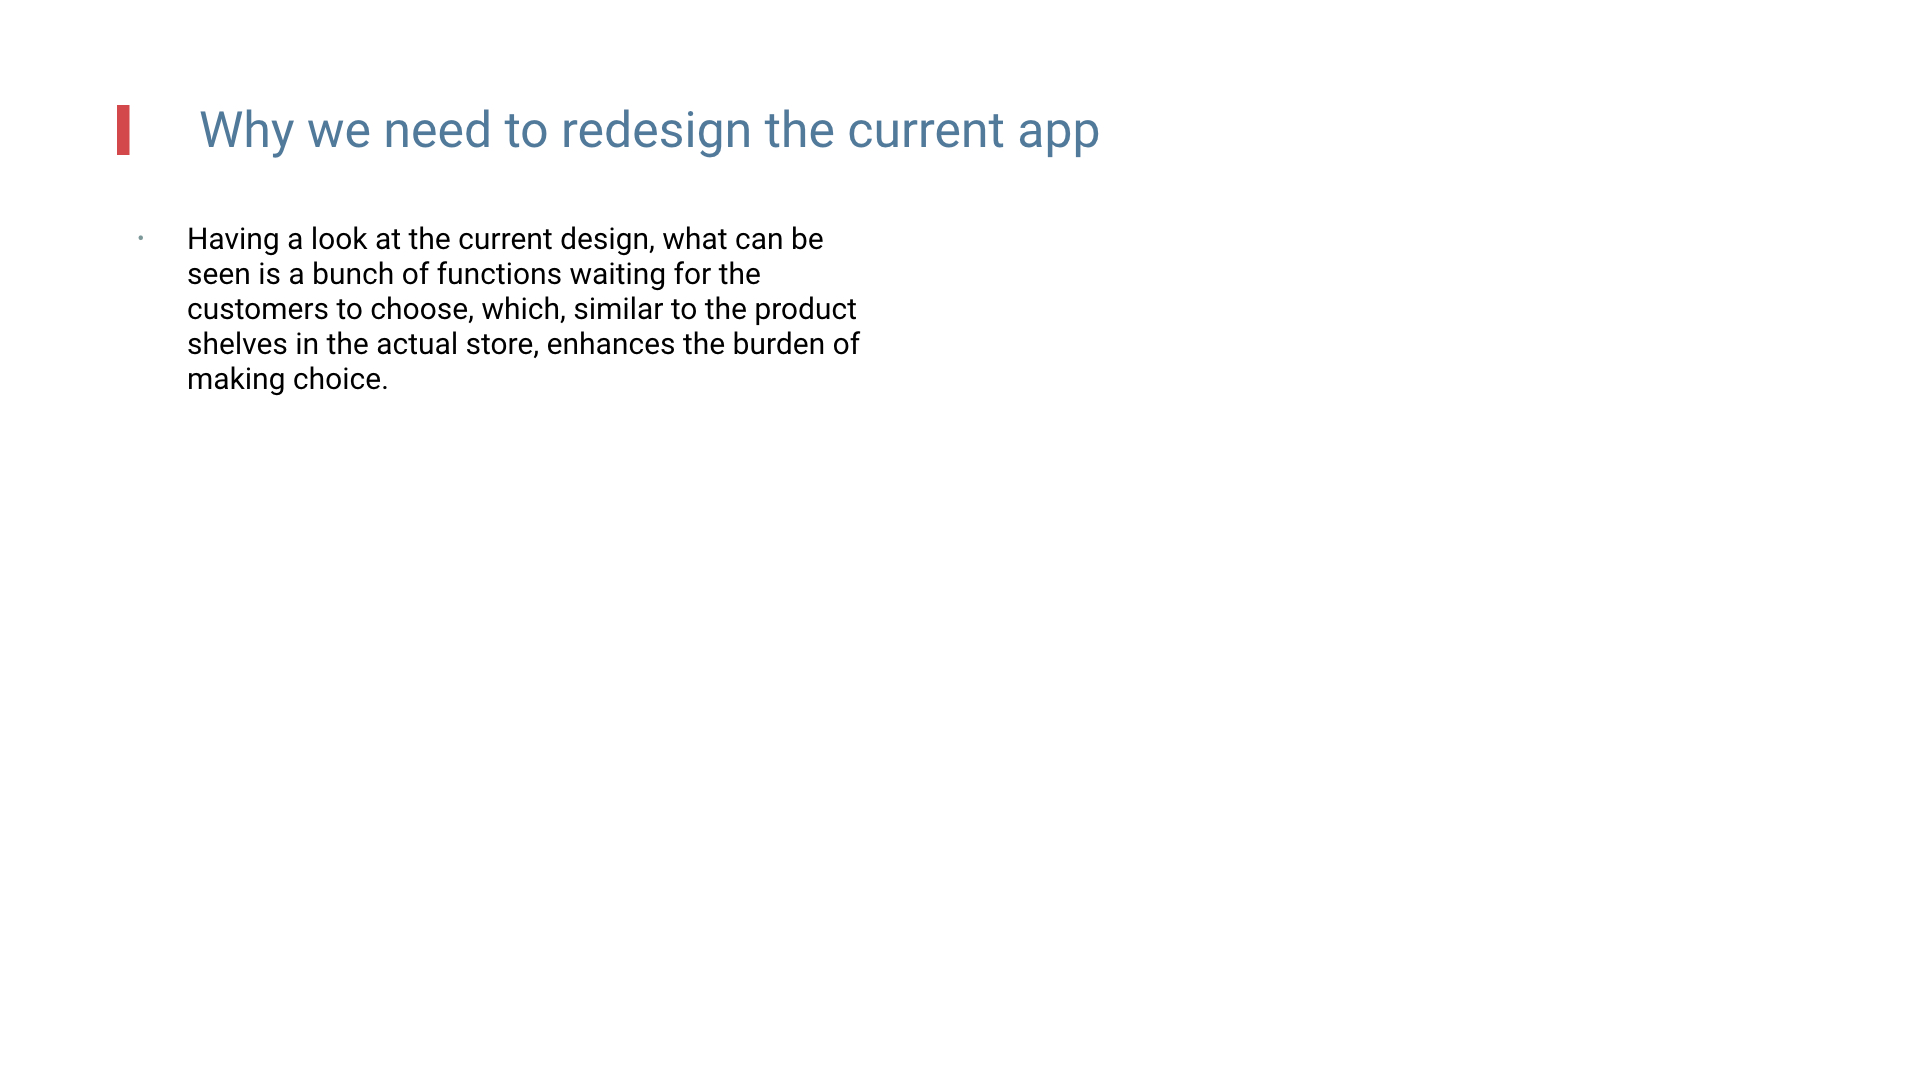 Why we need to redesign the current app
• Having a look at the current design, what can be
seen is a bunch of functions waiting for the
customers to choose, which, similar to the product
shelves in the actual store, enhances the burden of
making choice.